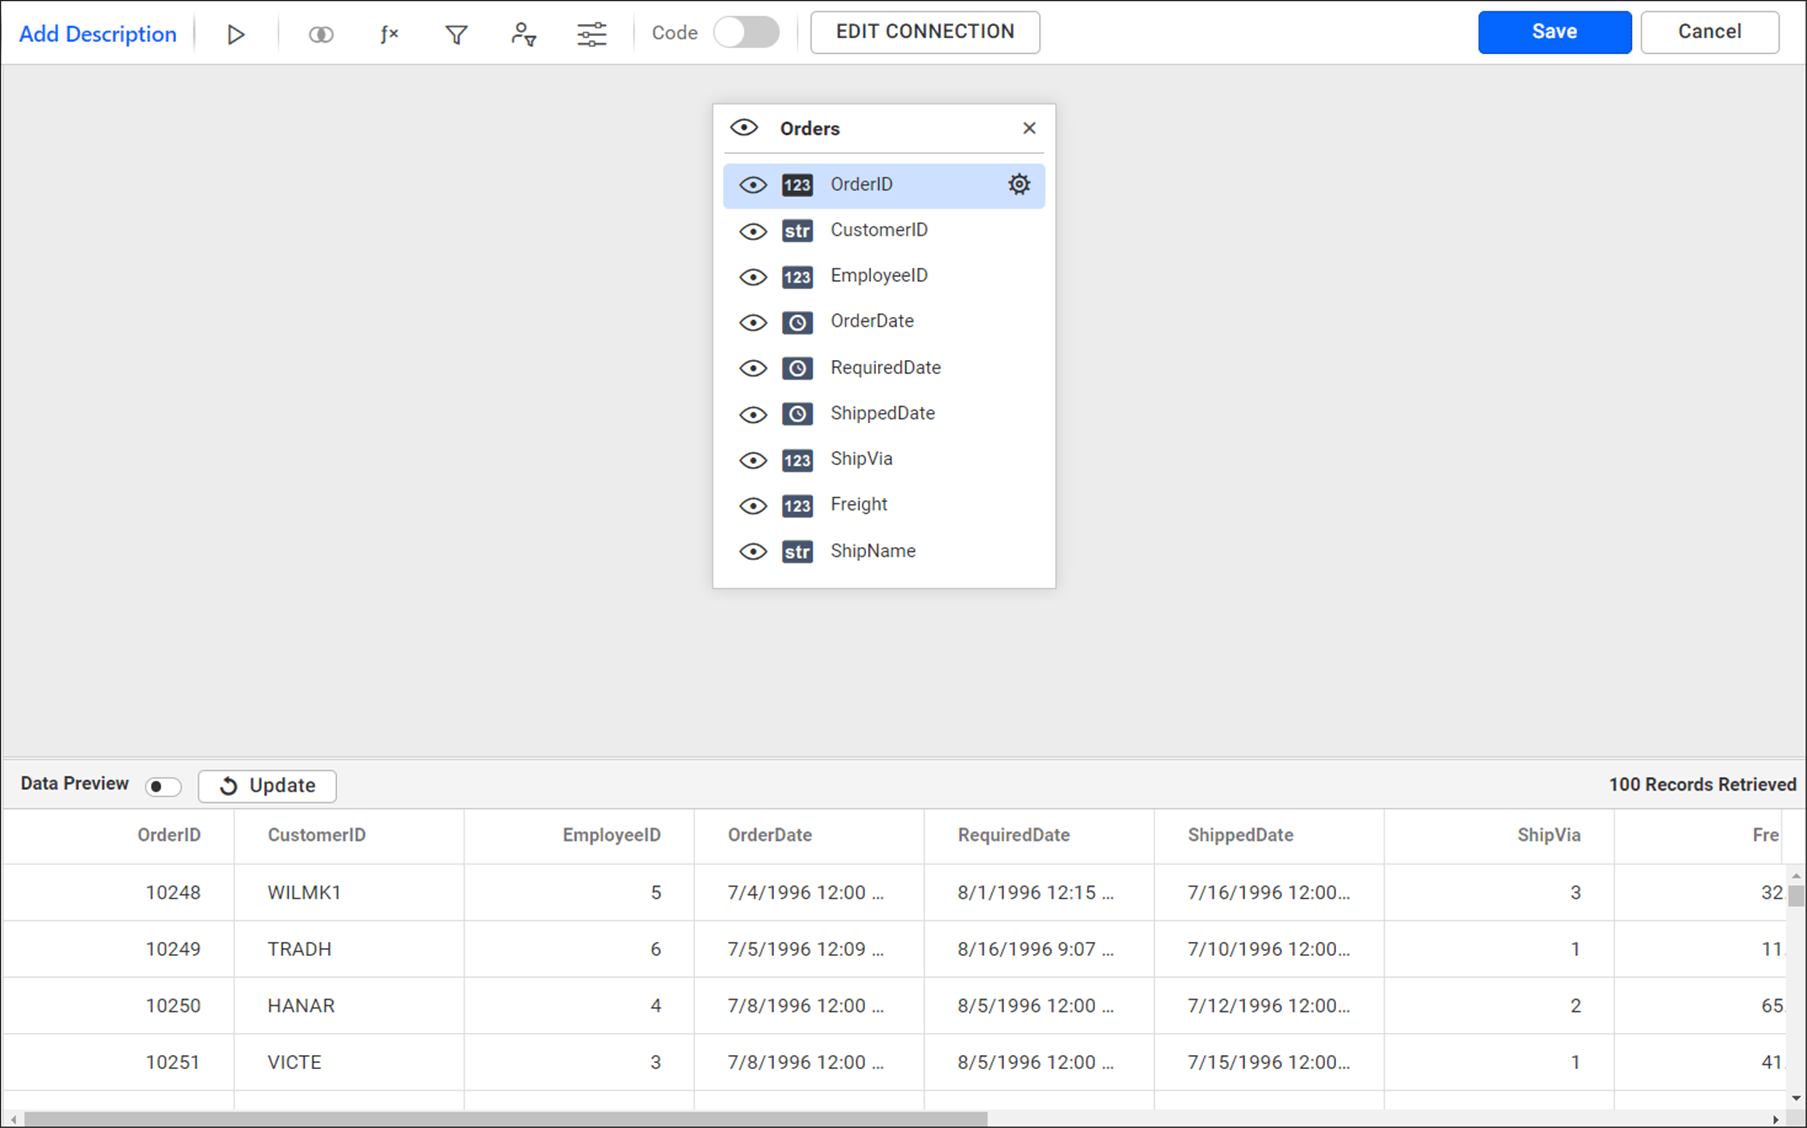 Add Description ƒx Code EDIT CONNECTION Save Cancel
Orders
123 OrderID
str CustomerID
123 EmployeeID
OrderDate
RequiredDate
ShippedDate
123 ShipVia
123 Freight
str ShipName
Data Preview Update 100 Records Retrieved
OrderID CustomerID EmployeeID OrderDate RequiredDate ShippedDate ShipVia Fre
10248 WILMK1 5 7/4/1996 12:00 ... 8/1/1996 12:15 ... 7/16/1996 12:00... 3 32
10249 TRADH 6 7/5/1996 12:09 ... 8/16/1996 9:07 ... 7/10/1996 12:00... 1 11.
10250 HANAR 4 7/8/1996 12:00 ... 8/5/1996 12:00 ... 7/12/1996 12:00... 2 65.
10251 VICTE 3 7/8/1996 12:00 ... 8/5/1996 12:00 ... 7/15/1996 12:00... 1 41.